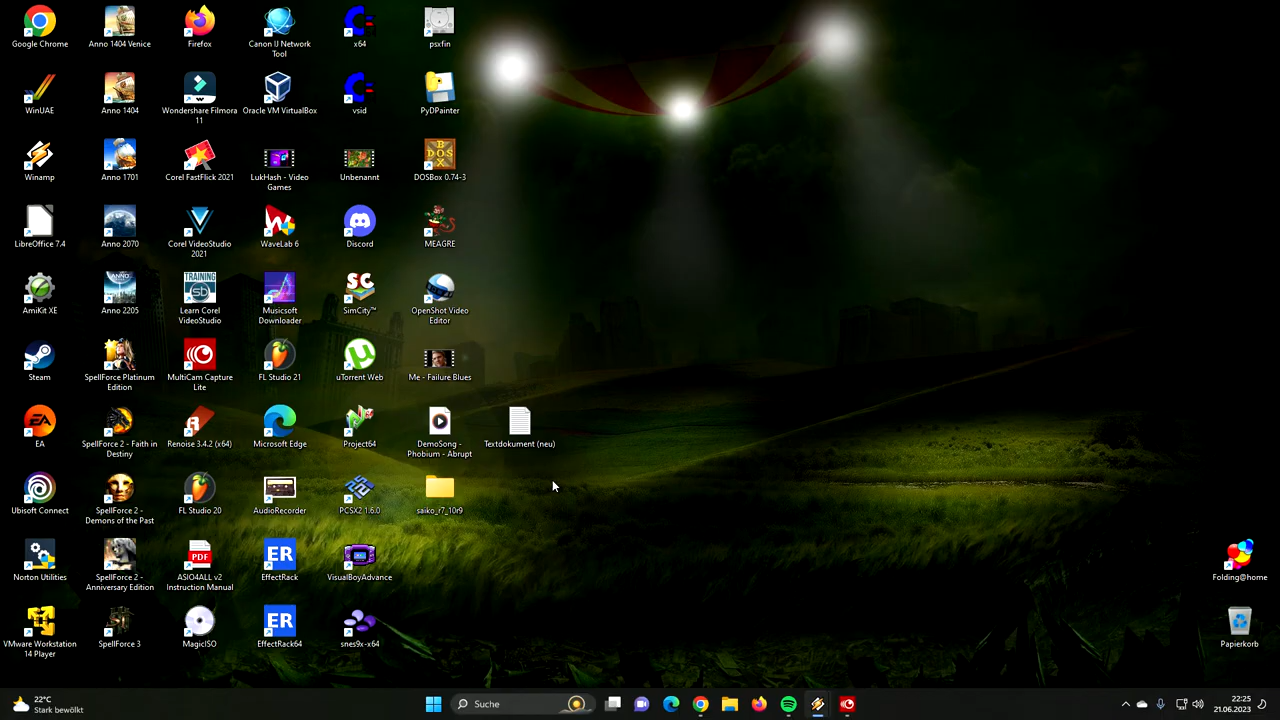 Google Chrome
Anno 1404 Venice
Firefox
Canon IJ Network
Tool
x64
psxfin
WinUAE
Anno 1404
Wondershare Filmora
11
Oracle VM VirtualBox
vsid
PyDPainter
Winamp
Anno 1701
Corel FastFlick 2021
LukHash - Video
Games
Unbenannt
DOSBox 0.74-3
LibreOffice 7.4
Anno 2070
Corel VideoStudio
2021
WaveLab 6
Discord
MEAGRE
AmiKit XE
Anno 2205
Learn Corel
VideoStudio
Musicsoft
Downloader
SimCity™
OpenShot Video
Editor
Steam
SpellForce Platinum
Edition
MultiCam Capture
Lite
FL Studio 21
uTorrent Web
Me - Failure Blues
EA
SpellForce 2 - Faith in
Destiny
Renoise 3.4.2 (x64)
Microsoft Edge
Project64
DemoSong -
Phobium - Abrupt
Textdokument (neu)
Ubisoft Connect
SpellForce 2 -
Demons of the Past
FL Studio 20
AudioRecorder
PCSX2 1.6.0
saiko_r7_10r9
Norton Utilities
SpellForce 2 -
Anniversary Edition
ASIO4ALL v2
Instruction Manual
EffectRack
VisualBoyAdvance
Folding@home
VMware Workstation
14 Player
SpellForce 3
MagicISO
EffectRack64
snes9x-x64
Papierkorb
22°C
Stark bewölkt
Suche
22:25
21.06.2023